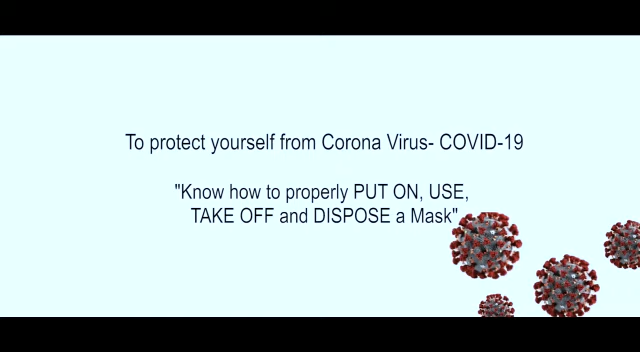 To protect yourself from Corona Virus- COVID-19
"Know how to properly PUT ON, USE,
TAKE OFF and DISPOSE a Mask"